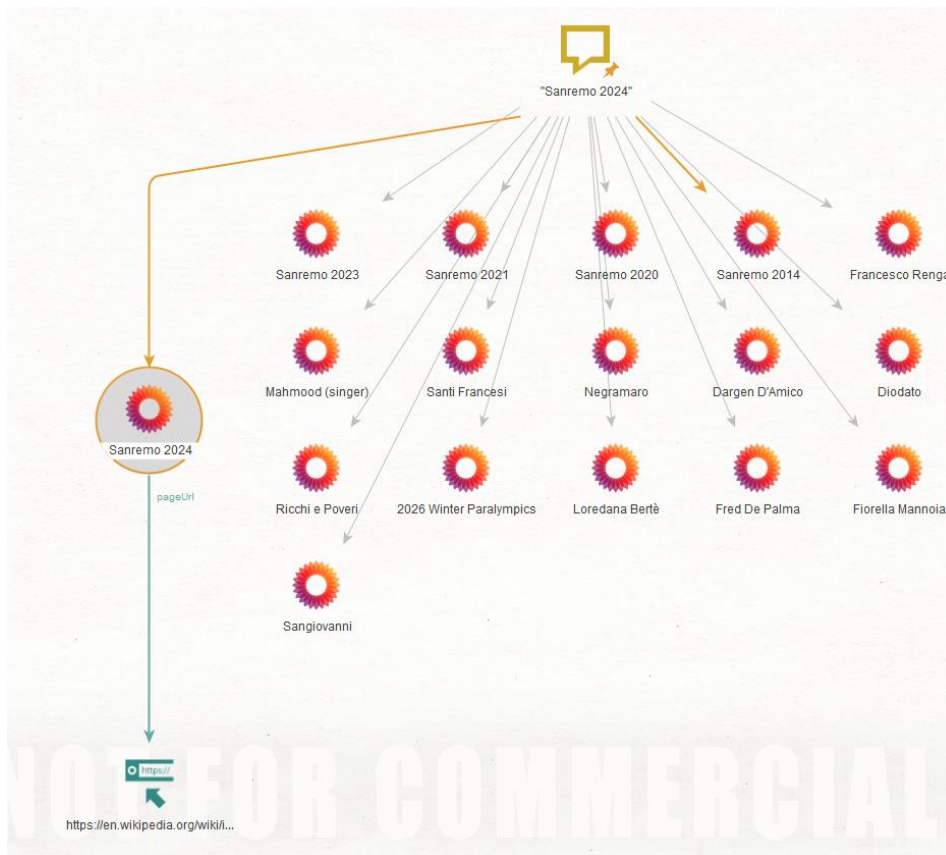 "Sanremo 2024"
Sanremo 2023
Sanremo 2021
Sanremo 2020
Sanremo 2014
Francesco Renga
Mahmood (singer)
Santi Francesi
Negramaro
Dargen D'Amico
Diodato
Sanremo 2024
Ricchi e Poveri
2026 Winter Paralympics
Loredana Bertè
Fred De Palma
Fiorella Mannoia
pageUrl
Sangiovanni
https://
https://en.wikipedia.org/wiki/i...
NOT FOR COMMERCIAL